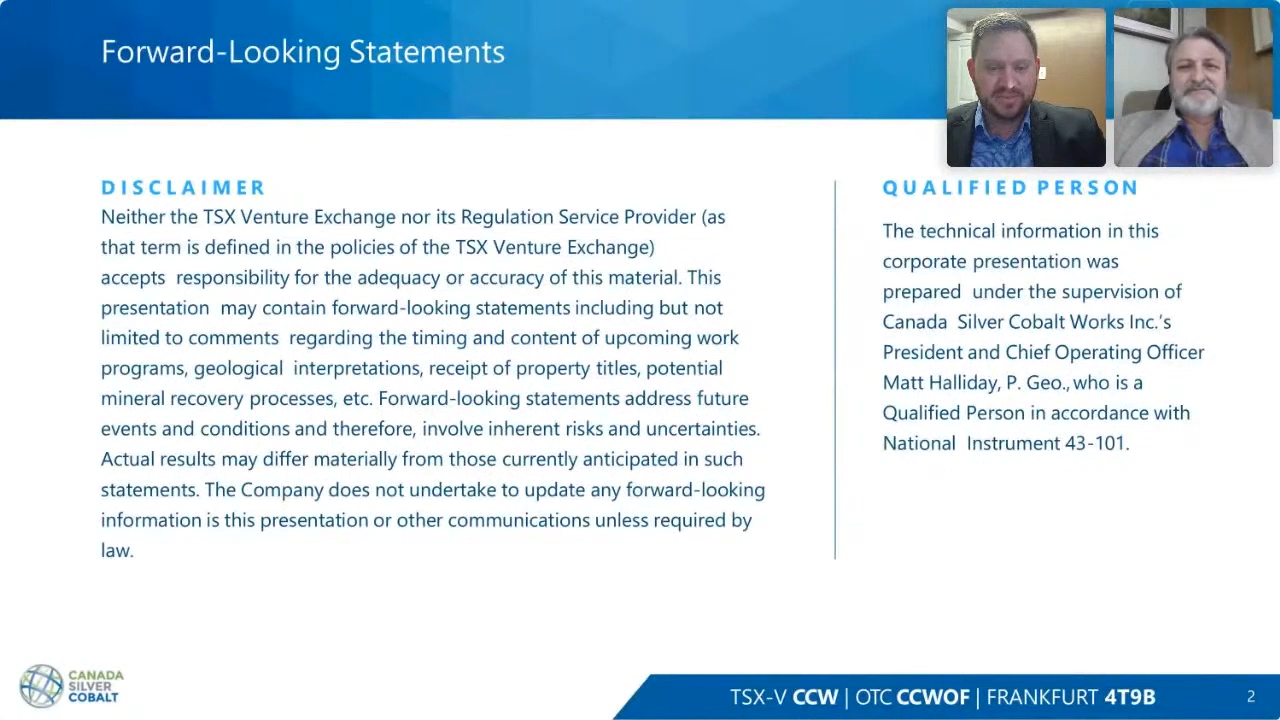 Forward-Looking Statements
DISCLAIMER
Neither the TSX Venture Exchange nor its Regulation Service Provider (as
that term is defined in the policies of the TSX Venture Exchange)
accepts responsibility for the adequacy or accuracy of this material. This
presentation may contain forward-looking statements including but not
limited to comments regarding the timing and content of upcoming work
programs, geological interpretations, receipt of property titles, potential
mineral recovery processes, etc. Forward-looking statements address future
events and conditions and therefore, involve inherent risks and uncertainties.
Actual results may differ materially from those currently anticipated in such
statements. The Company does not undertake to update any forward-looking
information is this presentation or other communications unless required by
law.
QUALIFIED PERSON
The technical information in this
corporate presentation was
prepared under the supervision of
Canada Silver Cobalt Works Inc.'s
President and Chief Operating Officer
Matt Halliday, P. Geo., who is a
Qualified Person in accordance with
National Instrument 43-101.
CANADA
SILVER
COBALT
TSX-V CCW | OTC CCWOF | FRANKFURT 4T9B
2